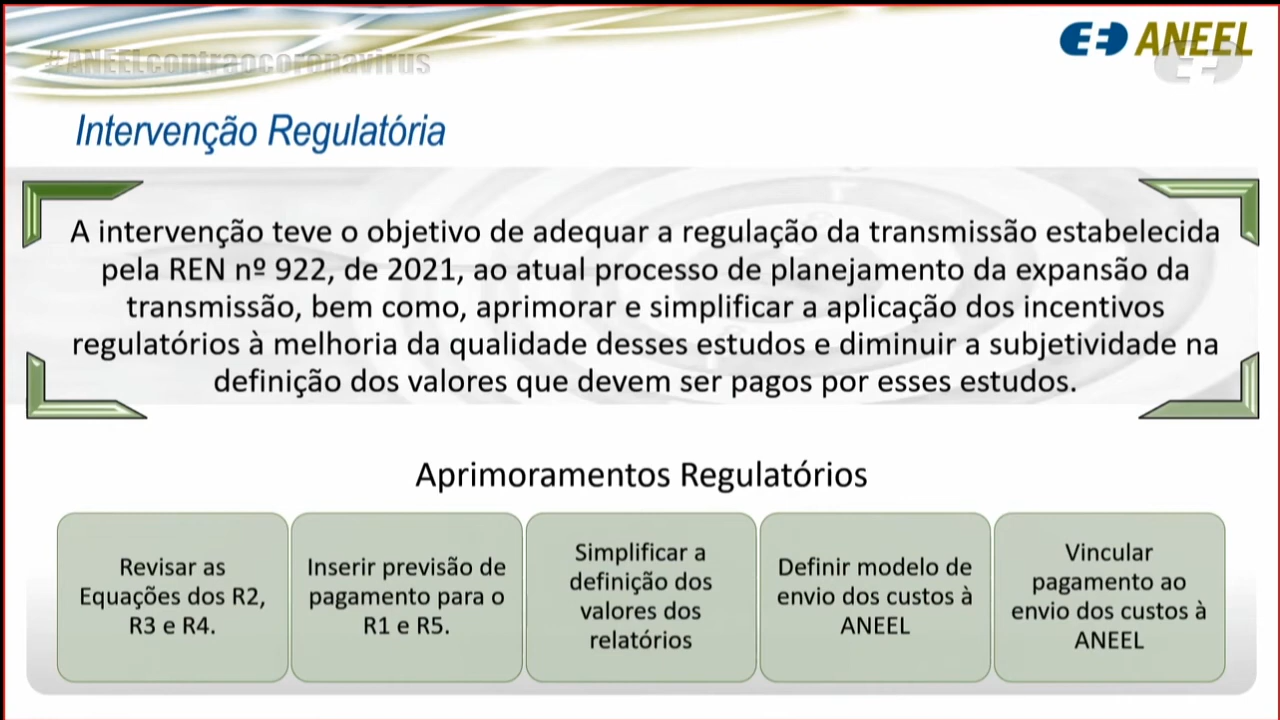 #ANEELcontraocoronavirus
ANEEL
Intervenção Regulatória
A intervenção teve o objetivo de adequar a regulação da transmissão estabelecida
pela REN nº 922, de 2021, ao atual processo de planejamento da expansão da
transmissão, bem como, aprimorar e simplificar a aplicação dos incentivos
regulatórios à melhoria da qualidade desses estudos e diminuir a subjetividade na
definição dos valores que devem ser pagos por esses estudos.
Aprimoramentos Regulatórios
Revisar as
Equações dos R2,
R3 e R4.
Inserir previsão de
pagamento para o
R1 e R5.
Simplificar a
definição dos
valores dos
relatórios
Definir modelo de
envio dos custos à
ANEEL
Vincular
pagamento ao
envio dos custos à
ANEEL